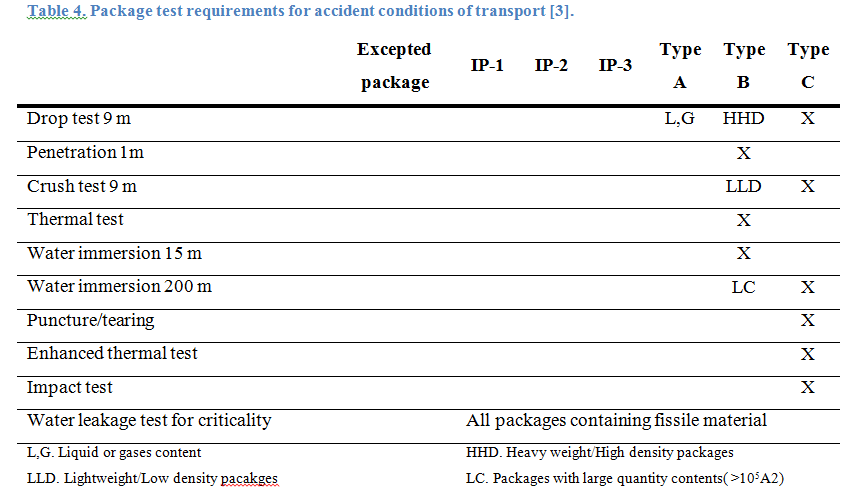 Table 4. Package test requirements for accident conditions of transport [3].
Excepted package IP-1 IP-2 IP-3 Type A Type B Type C
Drop test 9 m L,G HHD X
Penetration 1m X
Crush test 9 m LLD X
Thermal test X
Water immersion 15 m X
Water immersion 200 m LC X
Puncture/tearing X
Enhanced thermal test X
Impact test X
Water leakage test for criticality All packages containing fissile material
L,G. Liquid or gases content HHD. Heavy weight/High density packages
LLD. Lightweight/Low density pacakges LC. Packages with large quantity contents( >10⁵A2)